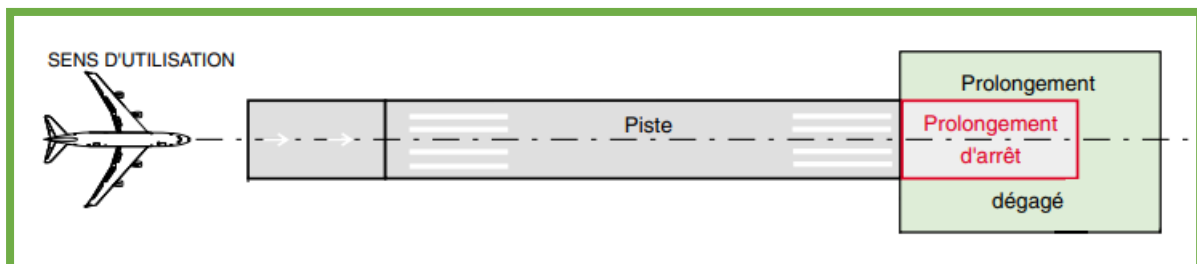 SENS D'UTILISATION
Prolongement
Piste
Prolongement
d'arrêt
dégagé